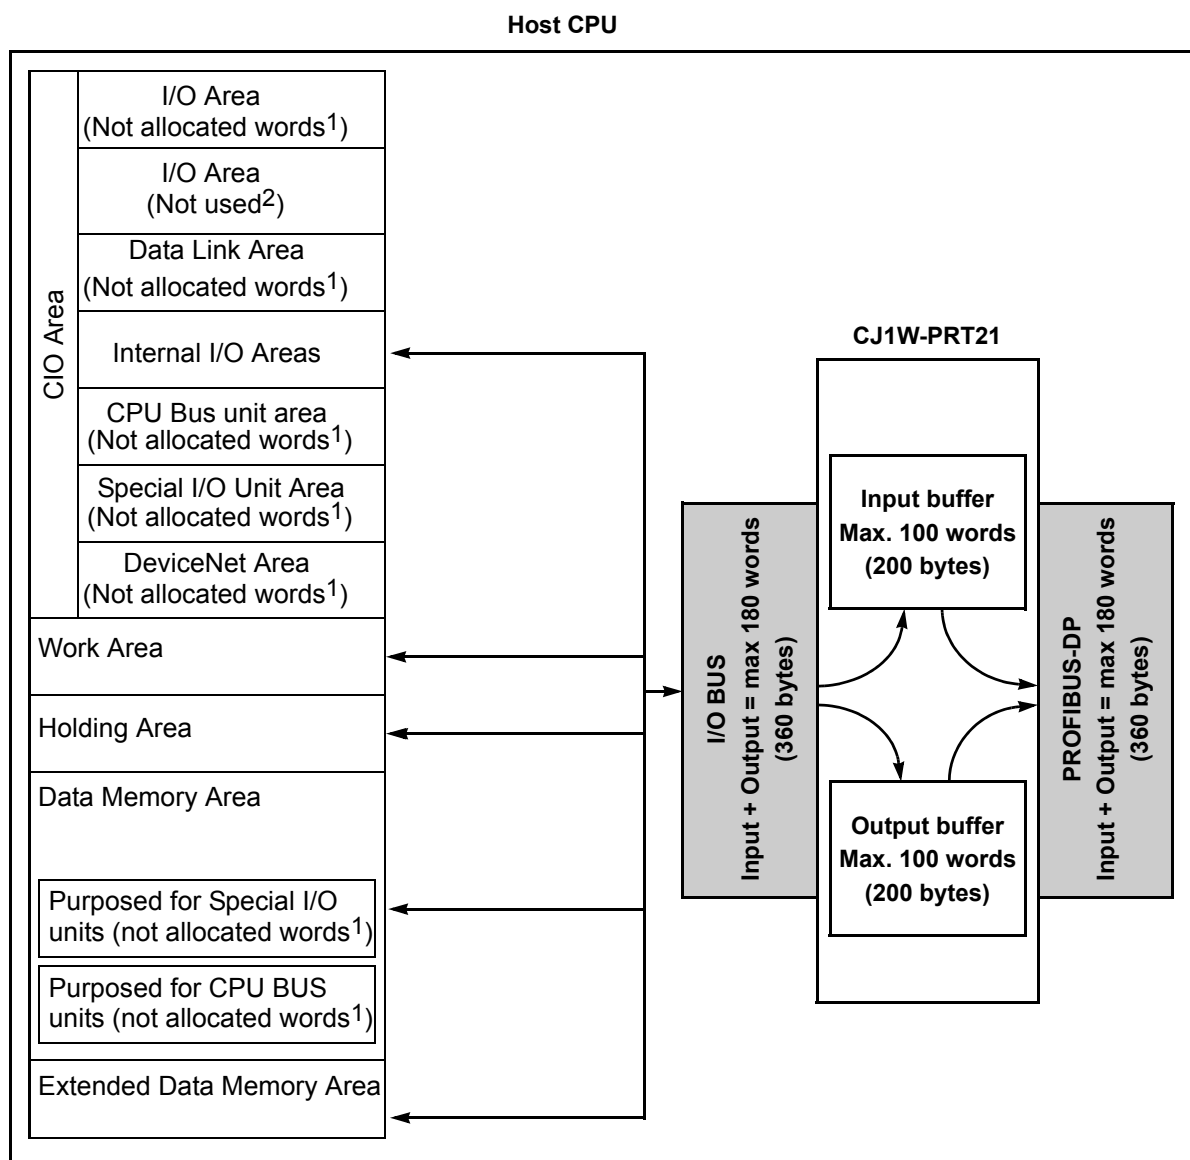 Host CPU
CIO Area
I/O Area
(Not allocated words1)
I/O Area
(Not used2)
Data Link Area
(Not allocated words1)
Internal I/O Areas
CPU Bus unit area
(Not allocated words1)
Special I/O Unit Area
(Not allocated words1)
DeviceNet Area
(Not allocated words1)
Work Area
Holding Area
Data Memory Area
Purposed for Special I/O
units (not allocated words1)
Purposed for CPU BUS
units (not allocated words1)
Extended Data Memory Area
I/O BUS
Input + Output = max 180 words
(360 bytes)
CJ1W-PRT21
Input buffer
Max. 100 words
(200 bytes)
Output buffer
Max. 100 words
(200 bytes)
PROFIBUS-DP
Input + Output = max 180 words
(360 bytes)